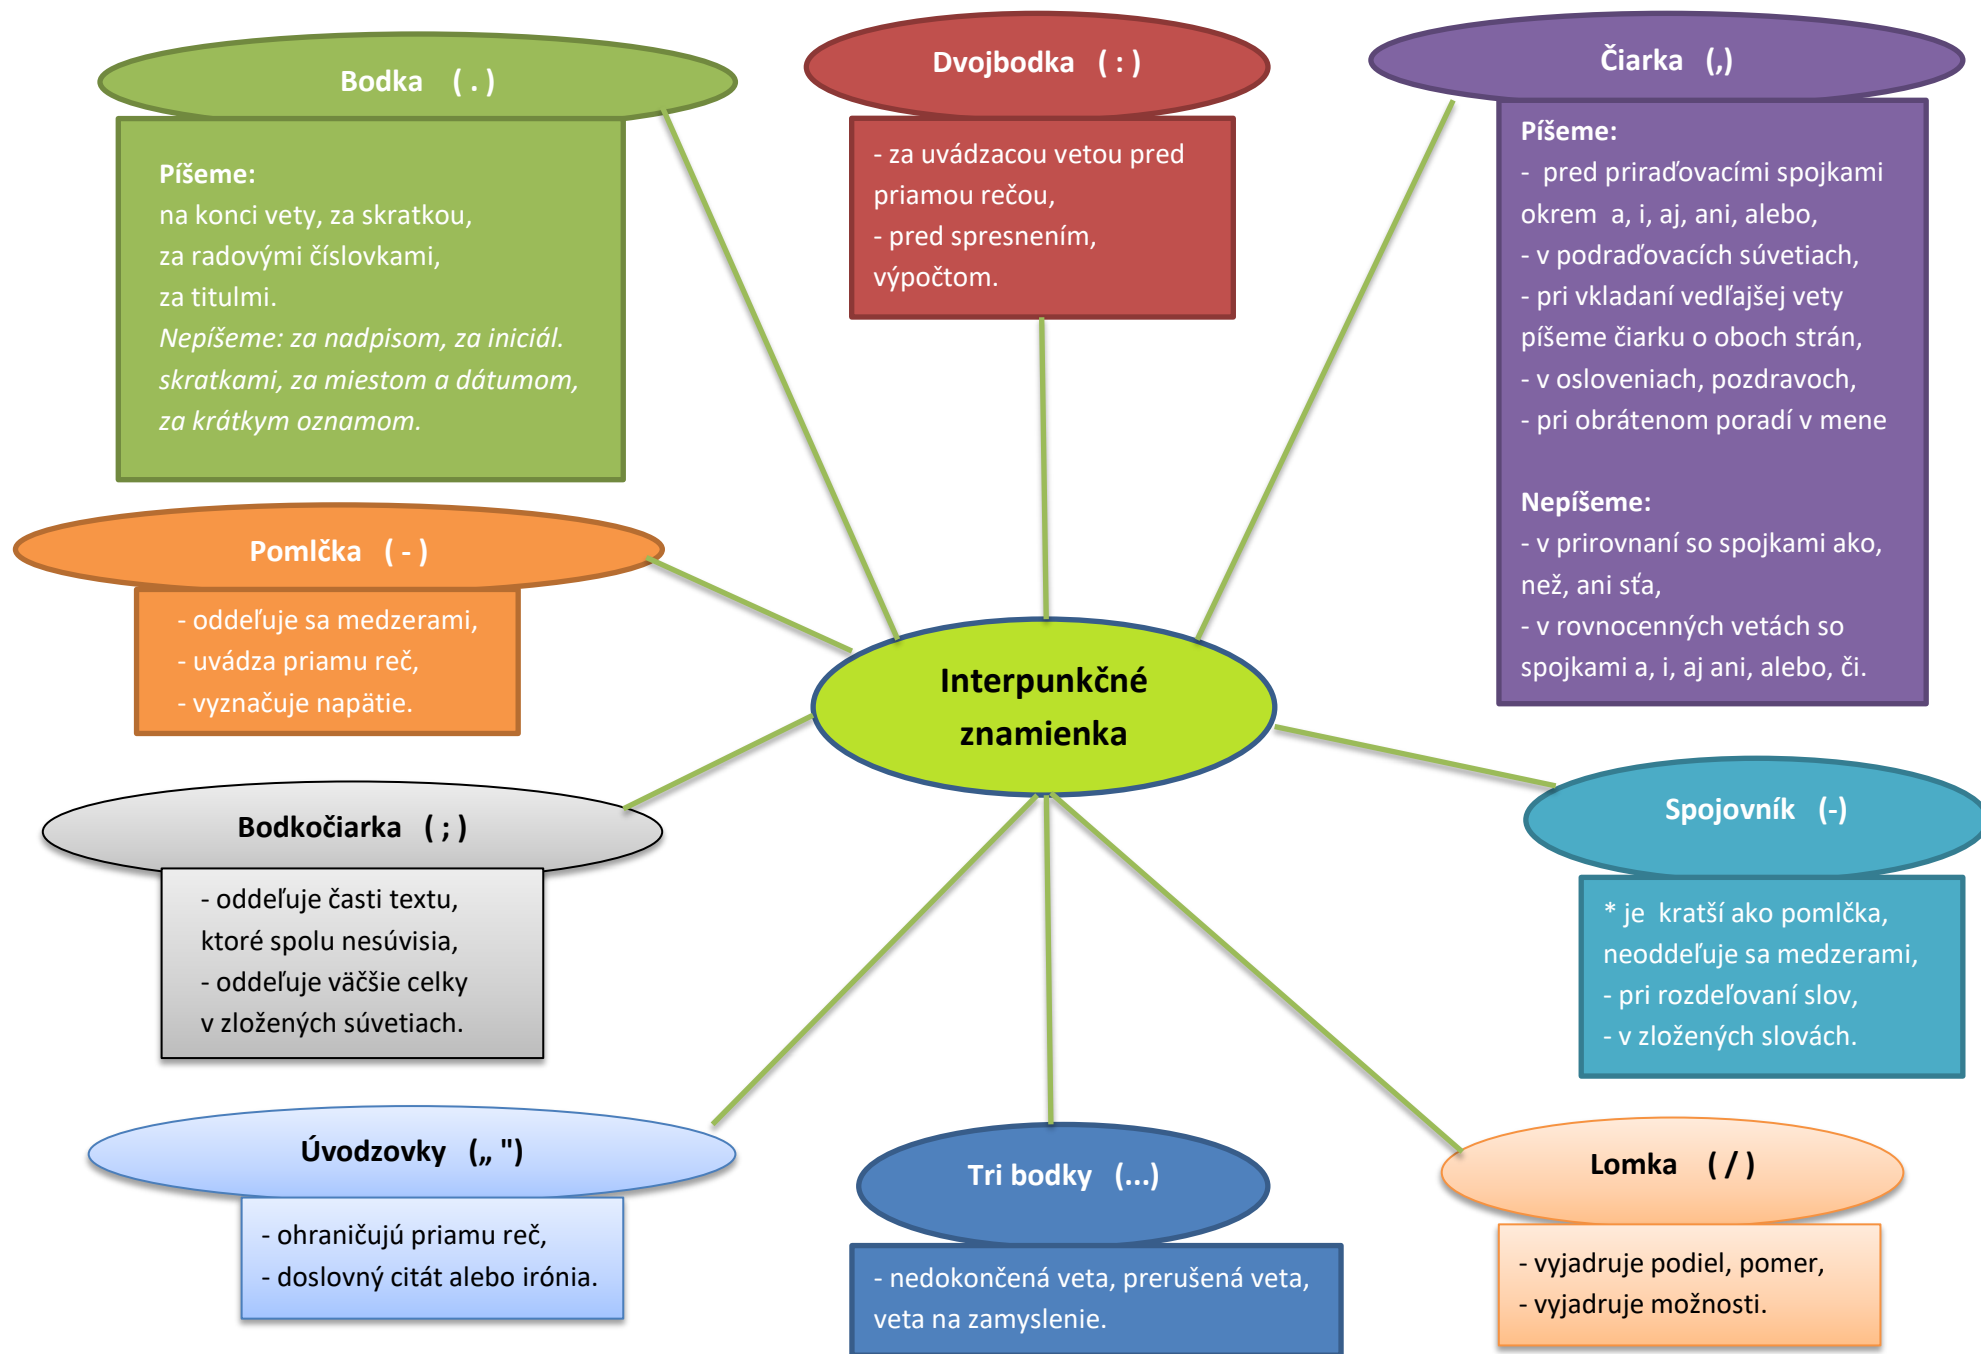 Bodka ( . )
Píšeme:
na konci vety, za skratkou,
za radovými číslovkami,
za titulmi.
Nepíšeme: za nadpisom, za iniciál.
skratkami, za miestom a dátumom,
za krátkym oznamom.
Dvojbodka ( : )
- za uvádzacou vetou pred
priamou rečou,
- pred spresnením,
výpočtom.
Čiarka (,)
Píšeme:
- pred priraďovacími spojkami
okrem a, i, aj, ani, alebo,
- v podraďovacích súvetiach,
- pri vkladaní vedľajšej vety
píšeme čiarku o oboch strán,
- v osloveniach, pozdravoch,
- pri obrátenom poradí v mene
Nepíšeme:
- v prirovnaní so spojkami ako,
než, ani sťa,
- v rovnocenných vetách so
spojkami a, i, aj ani, alebo, či.
Pomlčka ( - )
- oddeľuje sa medzerami,
- uvádza priamu reč,
- vyznačuje napätie.
Interpunkčné
znamienka
Bodkočiarka ( ; )
- oddeľuje časti textu,
ktoré spolu nesúvisia,
- oddeľuje väčšie celky
v zložených súvetiach.
Spojovník (-)
* je kratší ako pomlčka,
neoddeľuje sa medzerami,
- pri rozdeľovaní slov,
- v zložených slovách.
Úvodzovky („ ")
- ohraničujú priamu reč,
- doslovný citát alebo irónia.
Tri bodky (...)
- nedokončená veta, prerušená veta,
veta na zamyslenie.
Lomka ( / )
- vyjadruje podiel, pomer,
- vyjadruje možnosti.